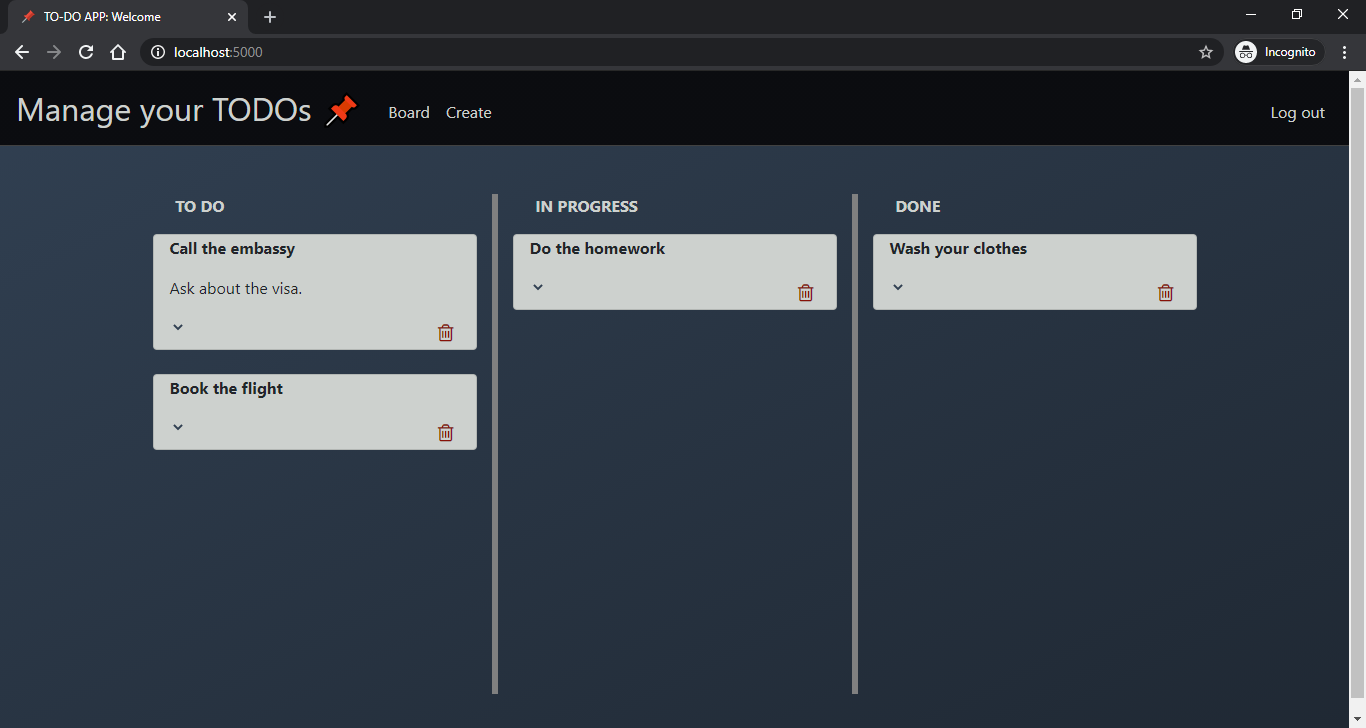 TO-DO APP: Welcome
localhost:5000
Incognito
Manage your TODOs
Board
Create
Log out
TO DO
Call the embassy
Ask about the visa.
Book the flight
IN PROGRESS
Do the homework
DONE
Wash your clothes